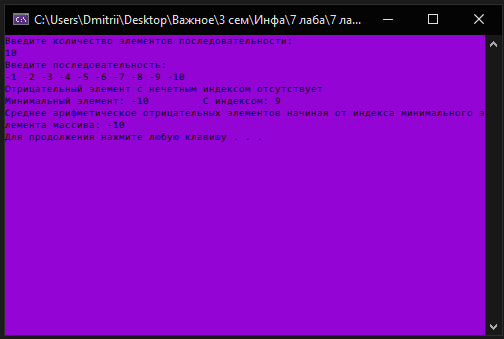 C:\Users\Dmitrii\Desktop\Важное\3 сем\Инфа\7 лаба\7 ла...
Введите количество элементов последовательности:
10
Введите последовательность:
-1 -2 -3 -4 -5 -6 -7 -8 -9 -10
Отрицательный элемент с нечетным индексом отсутствует
Минимальный элемент: -10 С индексом: 9
Среднее арифметическое отрицательных элементов начиная от индекса минимального э
лемента массива: -10
Для продолжения нажмите любую клавишу . . .